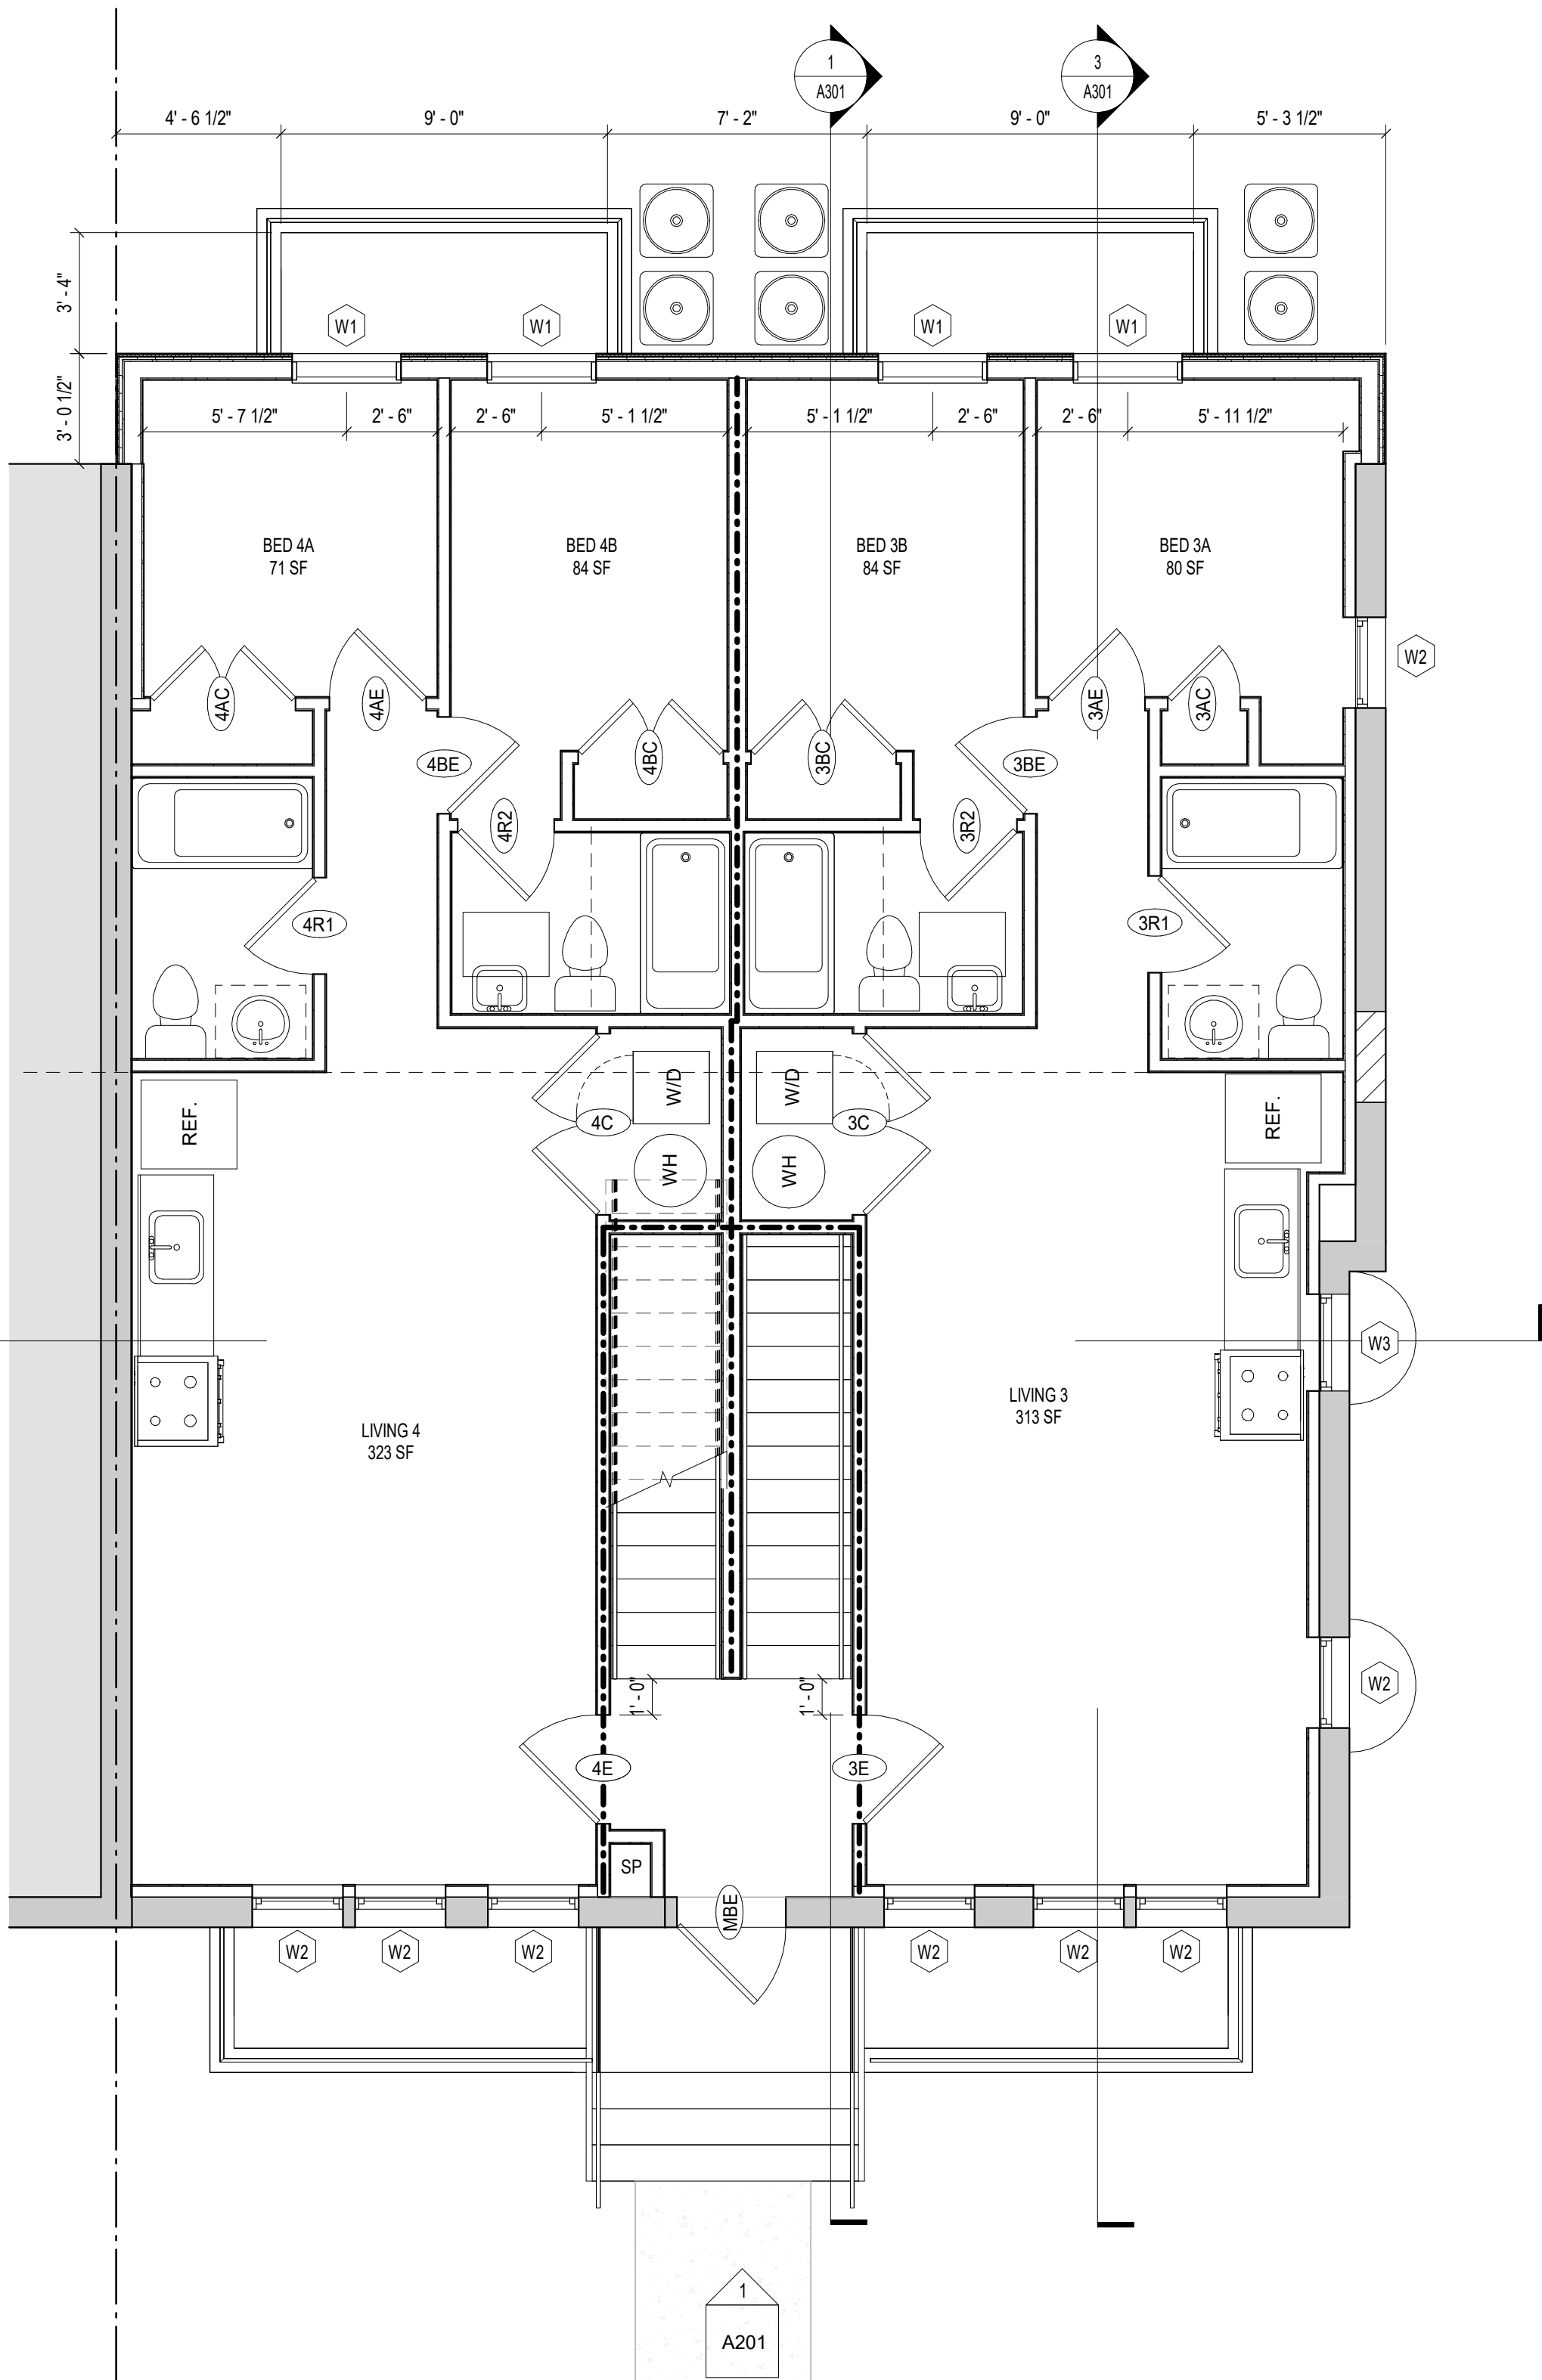 1
A301
3
A301
4' - 6 1/2"
9' - 0"
7' - 2"
9' - 0"
5' - 3 1/2"
3' - 4"
3' - 0 1/2"
W1
W1
W1
W1
5' - 7 1/2"
2' - 6"
2' - 6"
5' - 1 1/2"
5' - 1 1/2"
2' - 6"
2' - 6"
5' - 11 1/2"
BED 4A
71 SF
BED 4B
84 SF
BED 3B
84 SF
BED 3A
80 SF
W2
4AC
4AE
3AE
3AC
4BE
4BC
3BC
3BE
4R2
3R2
4R1
3R1
REF.
W/D
W/D
REF.
4C
3C
WH
WH
W3
LIVING 4
323 SF
LIVING 3
313 SF
W2
1' - 0"
1' - 0"
4E
3E
SP
MBE
W2
W2
W2
W2
W2
W2
1
A201